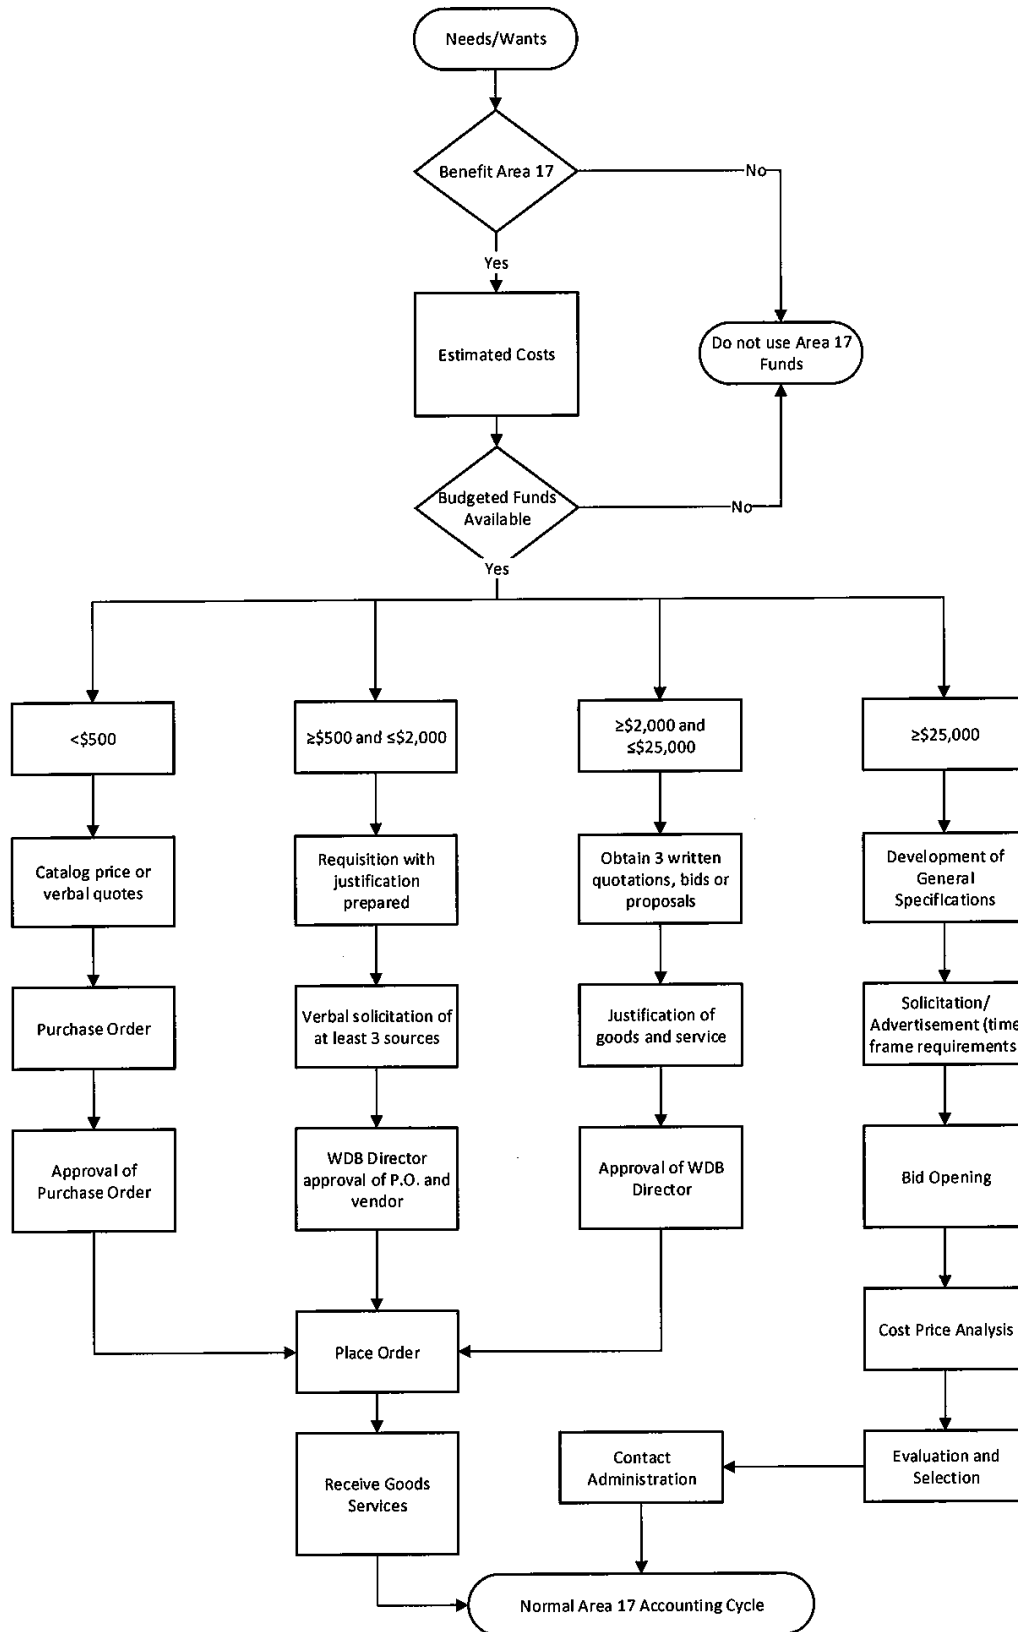 Needs/Wants
Benefit Area 17
No
Yes
Estimated Costs
Do not use Area 17
Funds
Budgeted Funds
Available
No
Yes
<$500
≥$500 and ≤$2,000
≥$2,000 and
≤$25,000
≥$25,000
Catalog price or
verbal quotes
Requisition with
justification
prepared
Obtain 3 written
quotations, bids or
proposals
Development of
General
Specifications
Purchase Order
Verbal solicitation of
at least 3 sources
Justification of
goods and service
Solicitation/
Advertisement (time
frame requirements
Approval of
Purchase Order
WDB Director
approval of P.O. and
vendor
Approval of WDB
Director
Bid Opening
Place Order
Cost Price Analysis
Receive Goods
Services
Contact
Administration
Evaluation and
Selection
Normal Area 17 Accounting Cycle